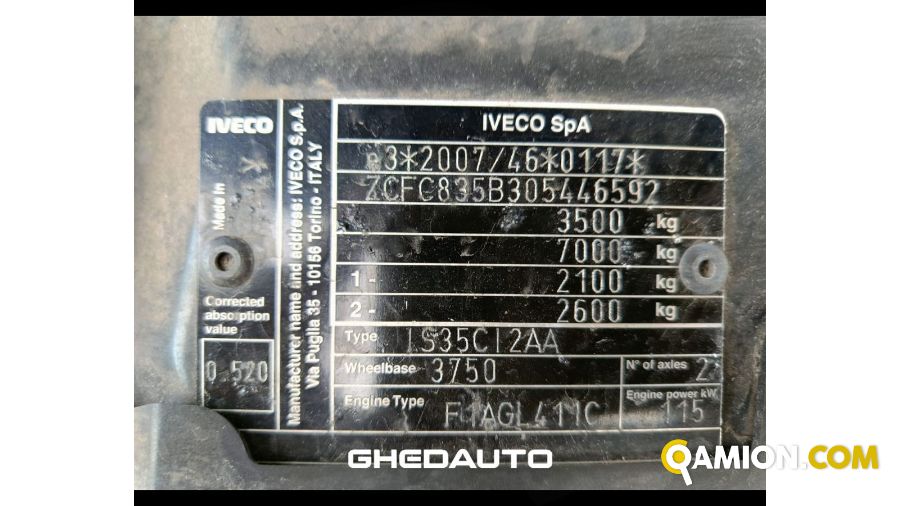 IVECO
IVECO SpA
Made in
Manufacturer name and address: IVECO S.p.A.
Via Puglia 35 - 10156 Torino - ITALY
e3*2007/46*0117*
ZCFC835B305446592
3500 kg
7000 kg
1- 2100 kg
2- 2600 kg
Corrected
absorption
value
0.520
Type IS35CI2AA
Wheelbase 3750
N° of axles 2
Engine Type F1AGL411C
Engine power kW 115
GHEDAUTO
QAMION.COM